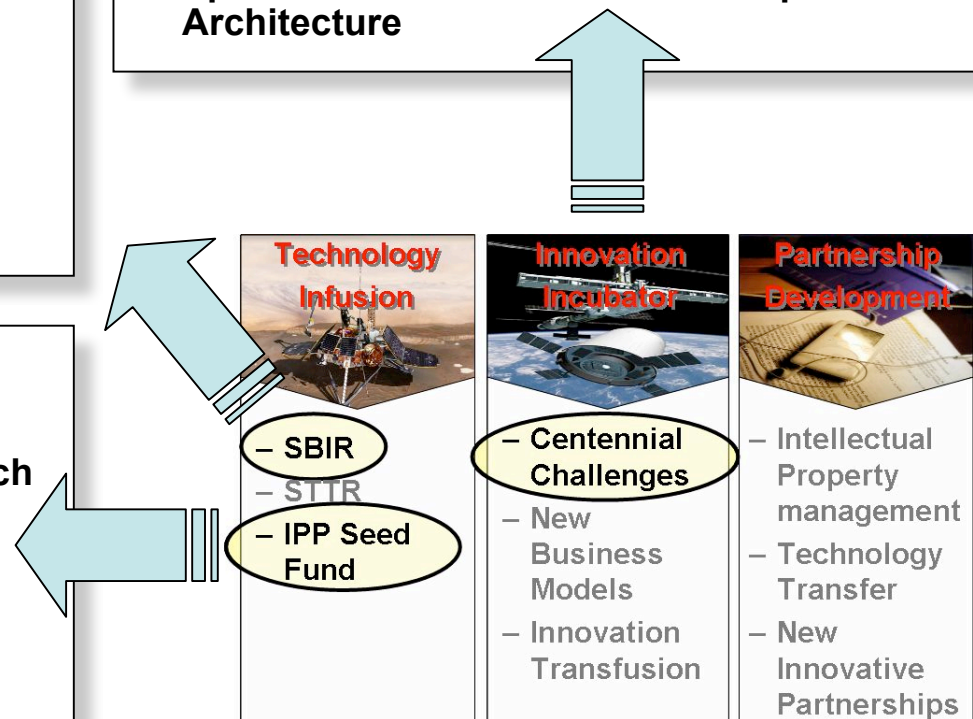 Architecture
ch
Technology
Infusion
– SBIR
– STTR
– IPP Seed
Fund
Innovation
Incubator
– Centennial
Challenges
– New
Business
Models
– Innovation
Transfusion
Partnership
Development
– Intellectual
Property
management
– Technology
Transfer
– New
Innovative
Partnerships